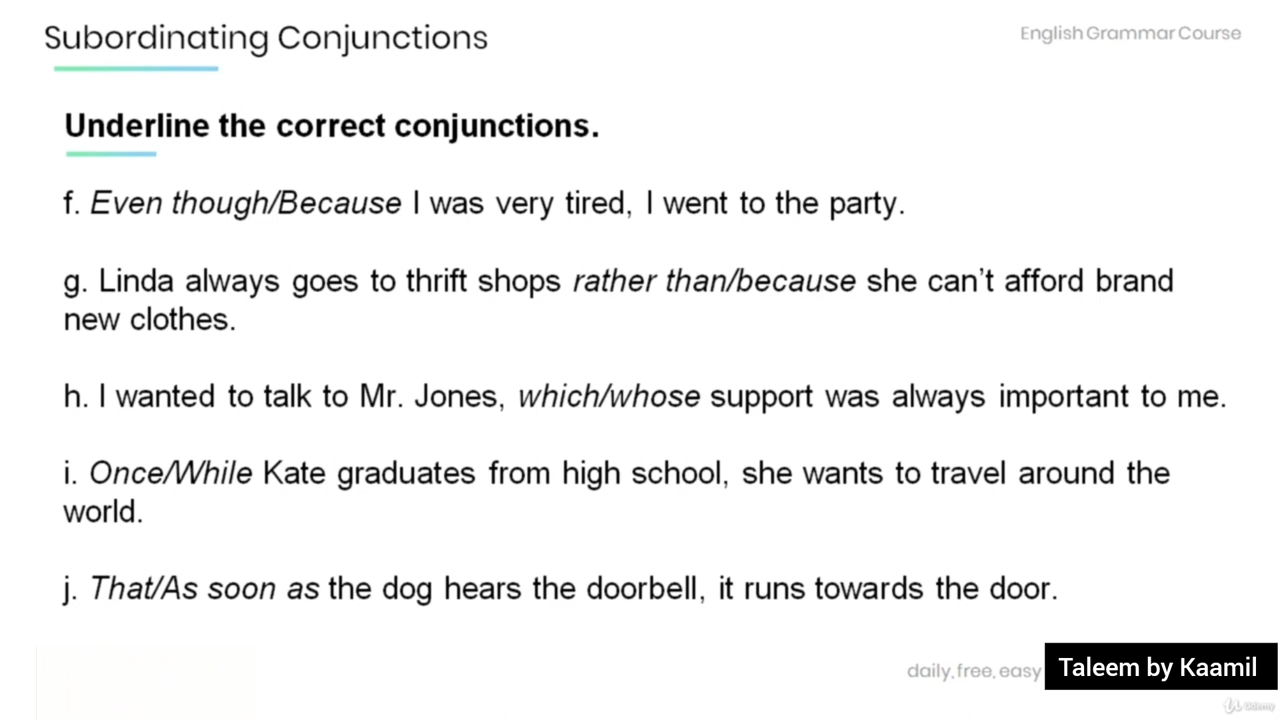 Subordinating Conjunctions
English Grammar Course
Underline the correct conjunctions.
f. Even though/Because I was very tired, I went to the party.
g. Linda always goes to thrift shops rather than/because she can’t afford brand
new clothes.
h. I wanted to talk to Mr. Jones, which/whose support was always important to me.
i. Once/While Kate graduates from high school, she wants to travel around the
world.
j. That/As soon as the dog hears the doorbell, it runs towards the door.
daily, free, easy
Taleem by Kaamil
Udemy